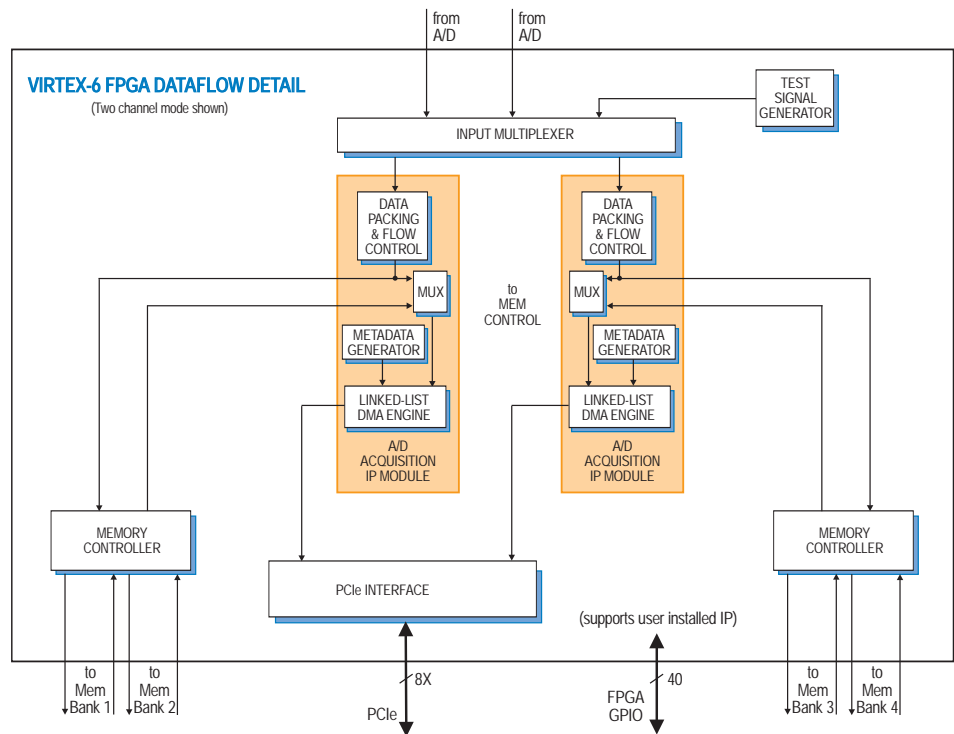 from
A/D
from
A/D
VIRTEX-6 FPGA DATAFLOW DETAIL
(Two channel mode shown)
TEST
SIGNAL
GENERATOR
INPUT MULTIPLEXER
DATA
PACKING
& FLOW
CONTROL
DATA
PACKING
& FLOW
CONTROL
MUX
to
MEM
CONTROL
MUX
METADATA
GENERATOR
METADATA
GENERATOR
LINKED-LIST
DMA ENGINE
LINKED-LIST
DMA ENGINE
A/D
ACQUISITION
IP MODULE
A/D
ACQUISITION
IP MODULE
MEMORY
CONTROLLER
MEMORY
CONTROLLER
PCIe INTERFACE
(supports user installed IP)
to
Mem
Bank 1
to
Mem
Bank 2
8X
PCIe
40
FPGA
GPIO
to
Mem
Bank 3
to
Mem
Bank 4